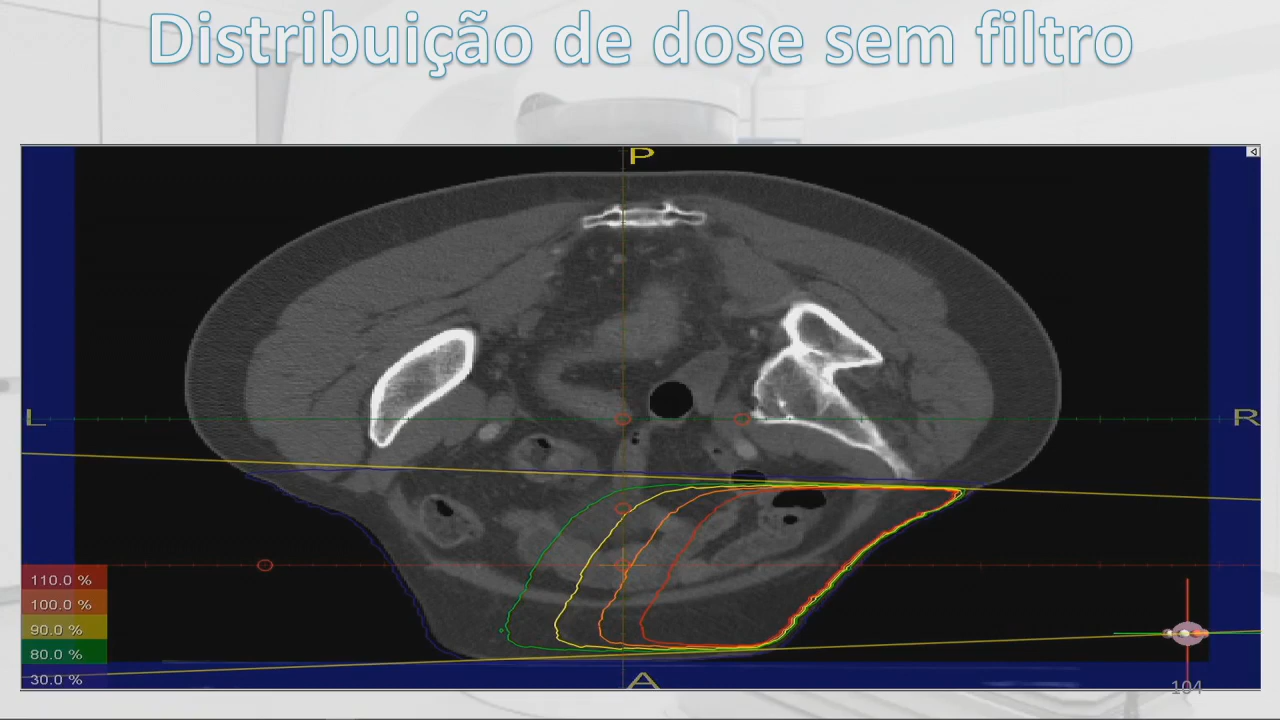 Distribuição de dose sem filtro
P
L
R
110.0 %
100.0 %
90.0 %
80.0 %
30.0 %
A
104